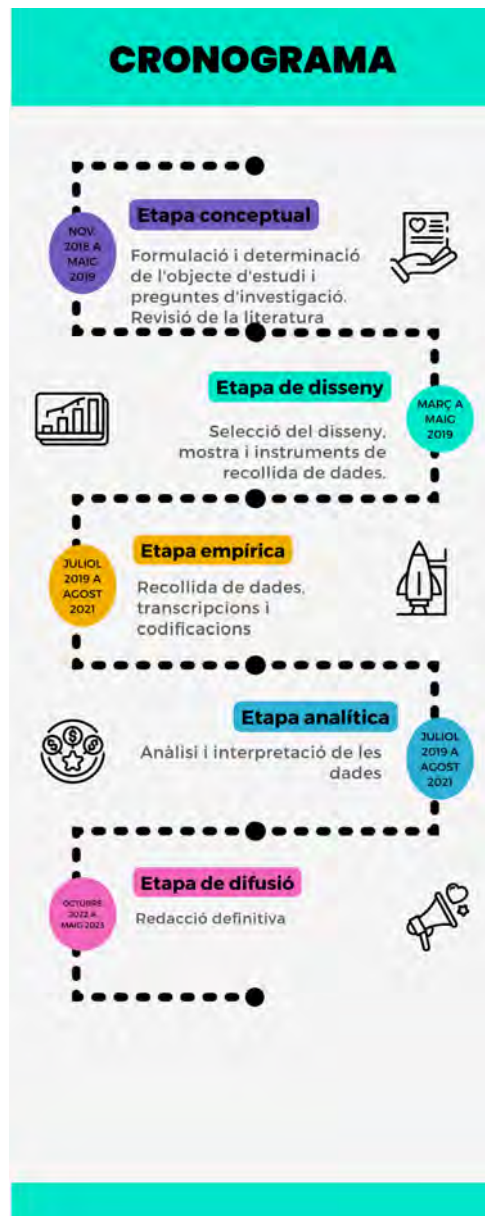 CRONOGRAMA
Etapa conceptual
NOV.
2018 A
MAIG
2019
Formulació i determinació
de l'objecte d'estudi i
preguntes d'investigació.
Revisió de la literatura
Etapa de disseny
MARÇ A
MAIG
2019
Selecció del disseny,
mostra i instruments de
recollida de dades.
Etapa empírica
JULIOL
2019 A
AGOST
2021
Recollida de dades,
transcripcions i
codificacions
Etapa analítica
JULIOL
2019 A
AGOST
2021
Anàlisi i interpretació de les
dades
Etapa de difusió
OCTUBRE
2022 A
MAIG 2023
Redacció definitiva